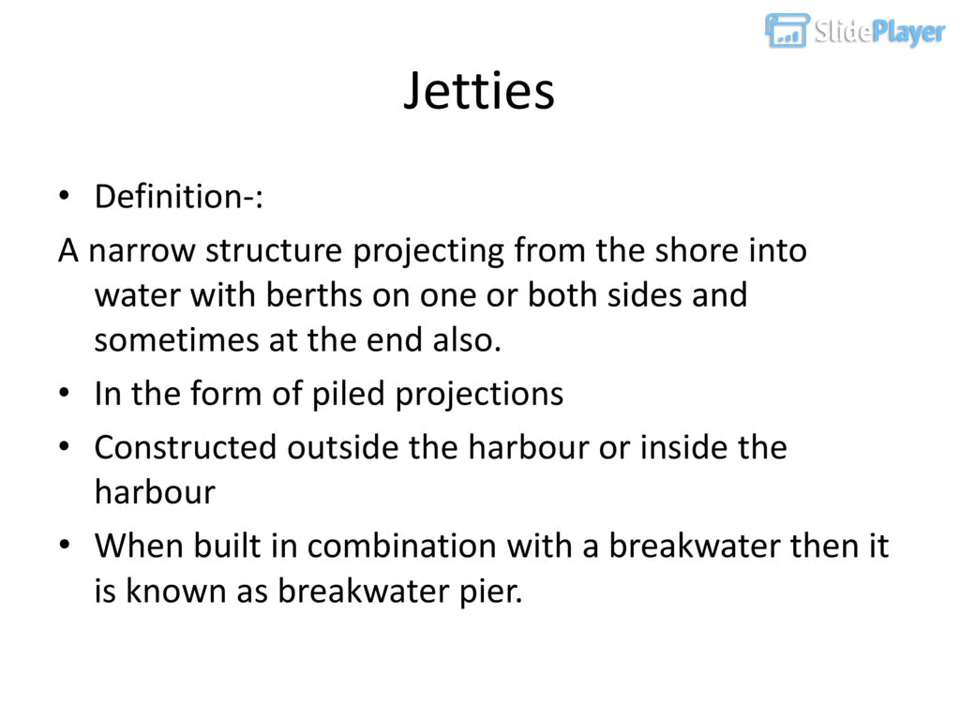 SlidePlayer
Jetties
• Definition-:
A narrow structure projecting from the shore into
water with berths on one or both sides and
sometimes at the end also.
• In the form of piled projections
• Constructed outside the harbour or inside the
harbour
• When built in combination with a breakwater then it
is known as breakwater pier.